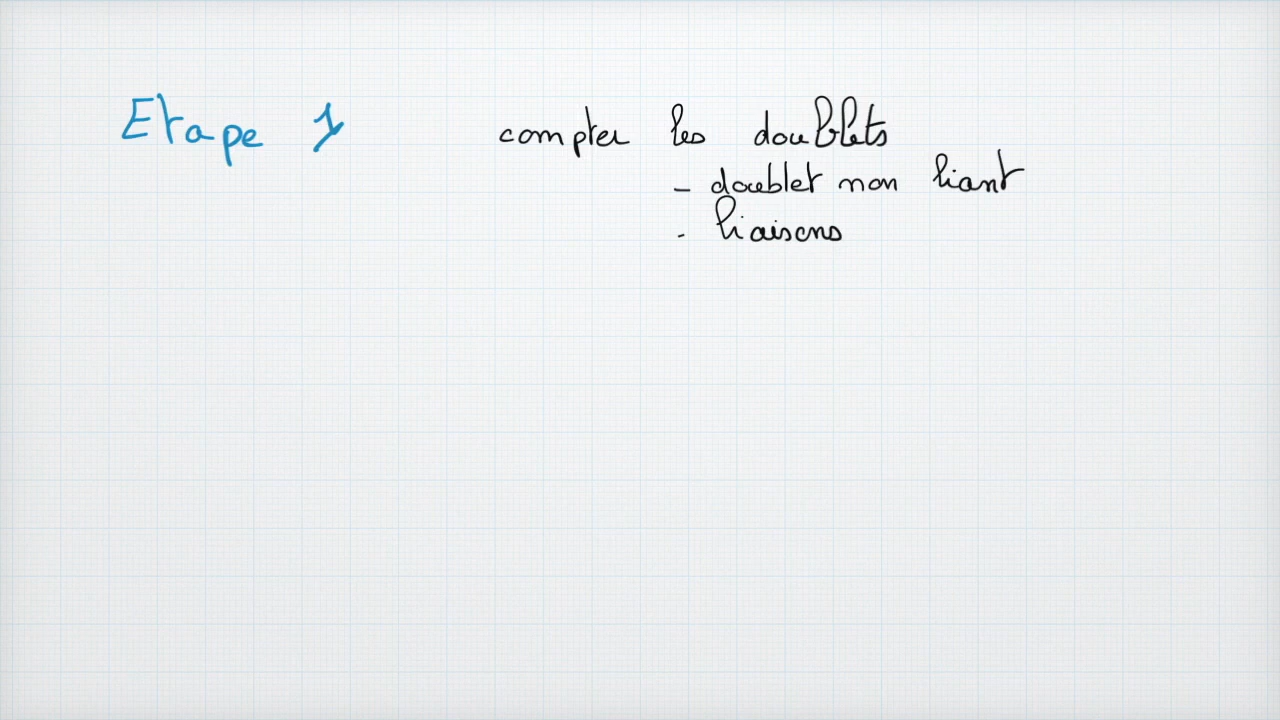 Etape 1 compter les doublets
- doublet non liant
- liaisons